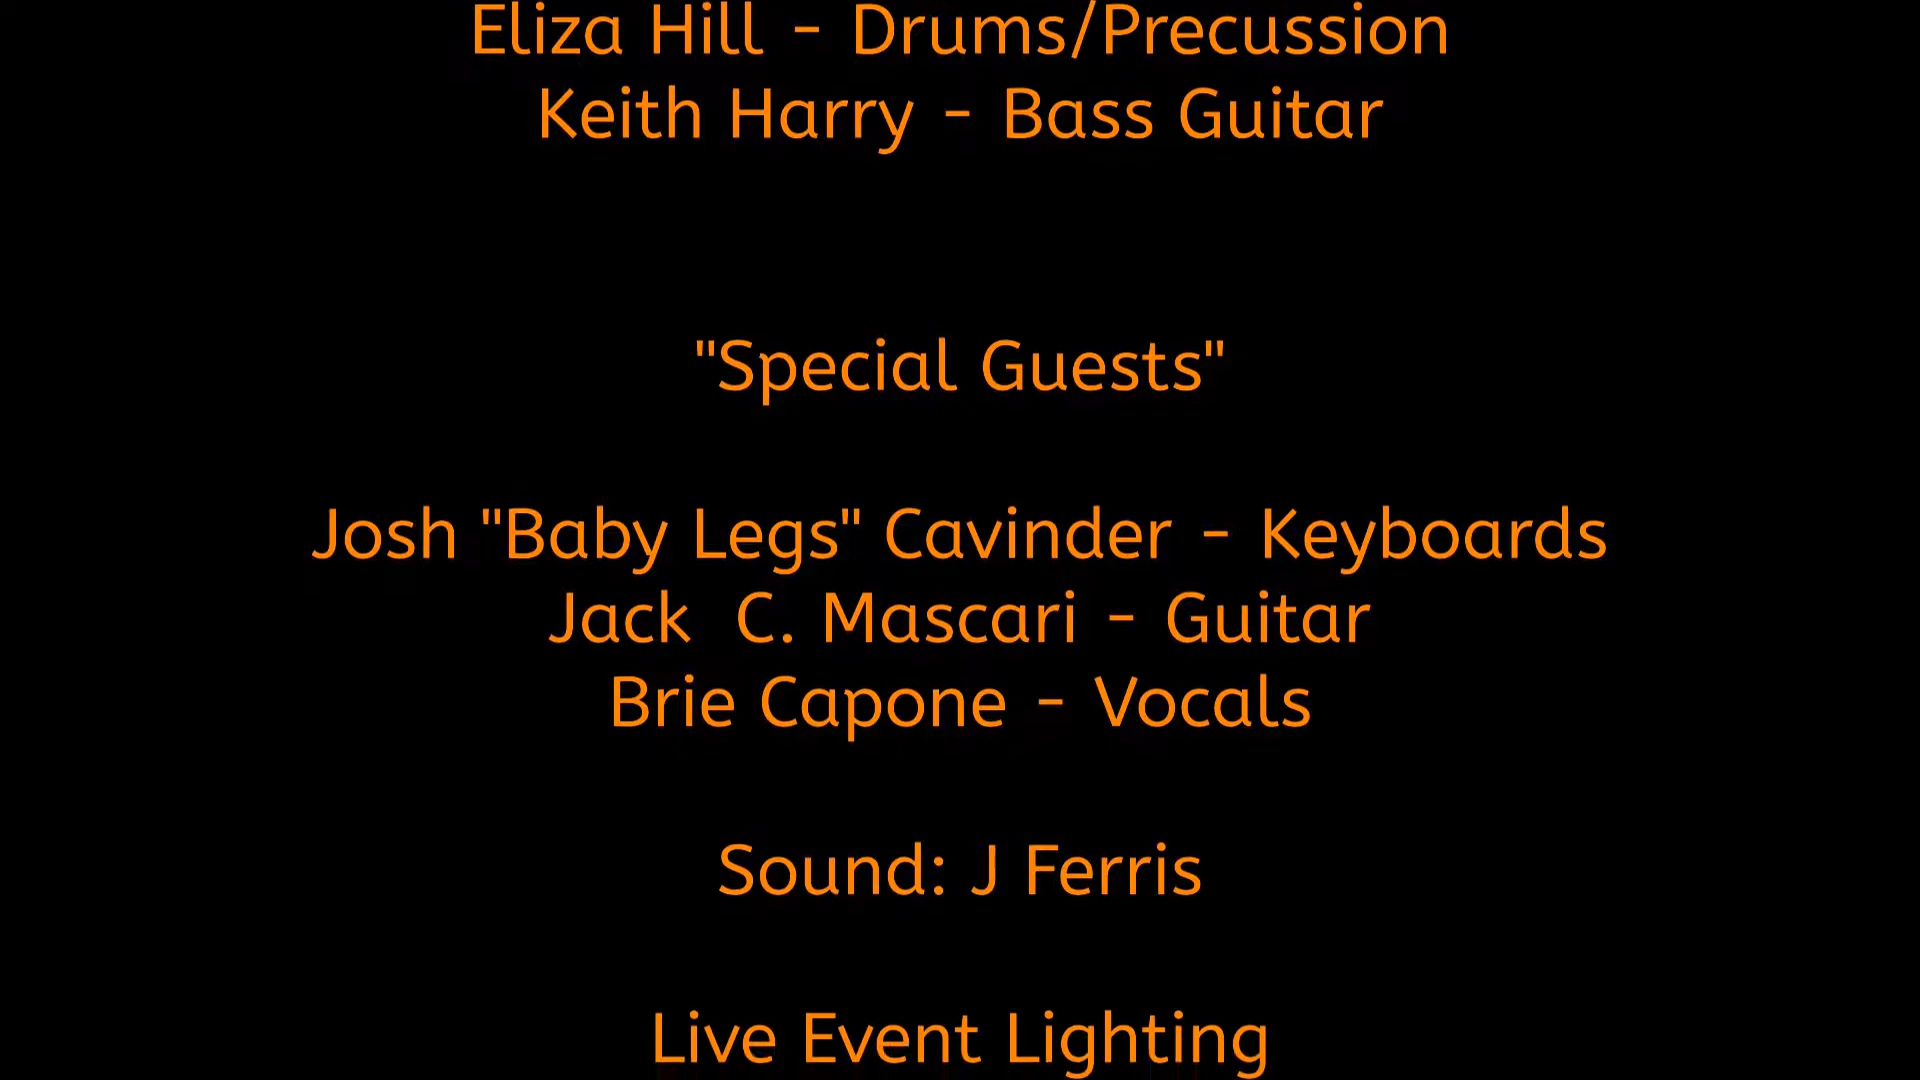 Eliza Hill - Drums/Precussion
Keith Harry - Bass Guitar
"Special Guests"
Josh "Baby Legs" Cavinder - Keyboards
Jack  C. Mascari - Guitar
Brie Capone - Vocals
Sound: J Ferris
Live Event Lighting